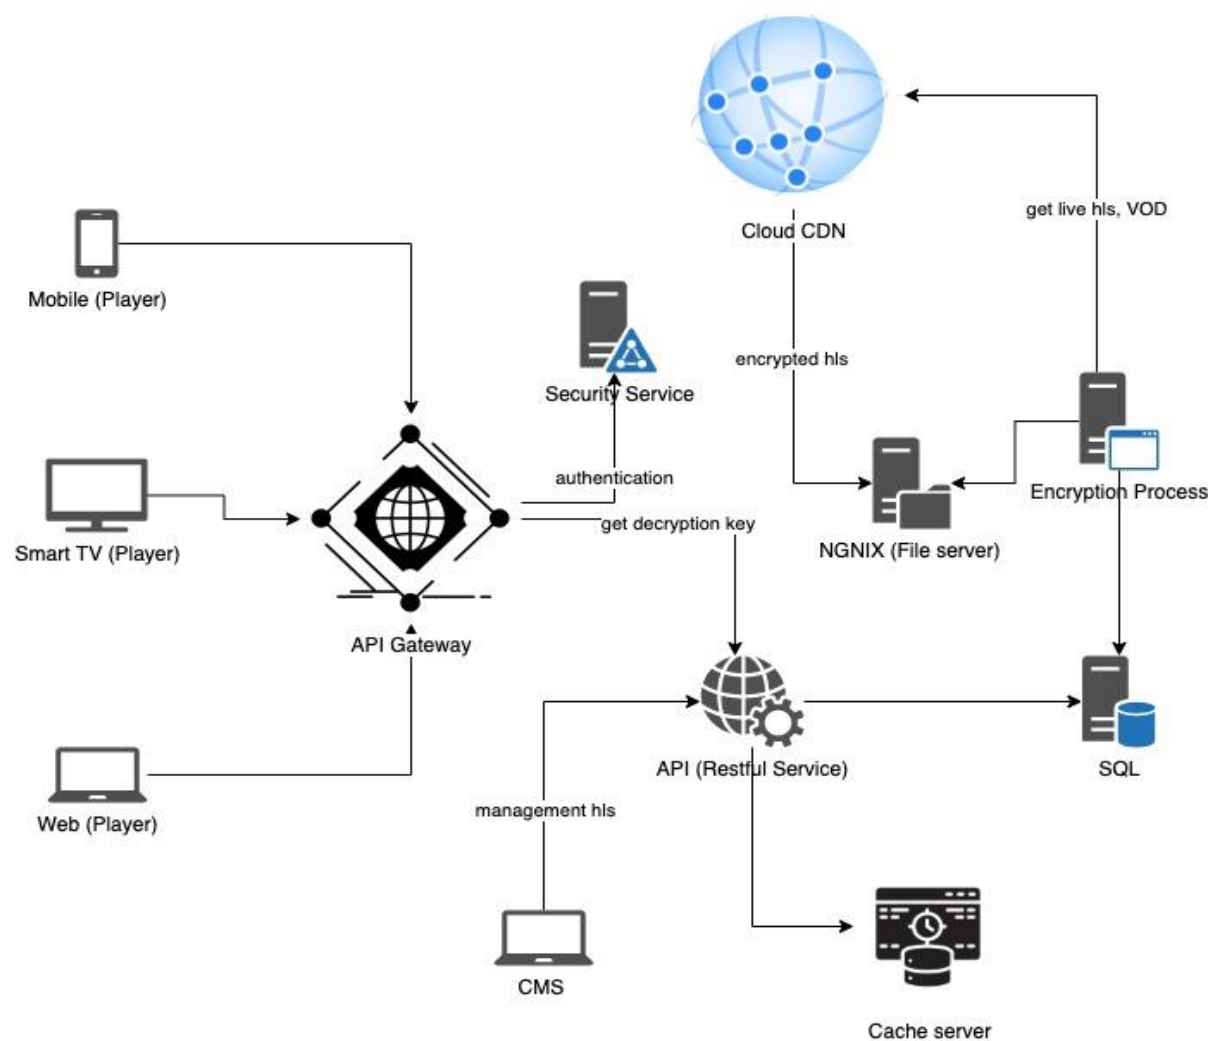 get live hls, VOD
Cloud CDN
Mobile (Player)
encrypted hls
Security Service
authentication
Encryption Process
get decryption key
NGNIX (File server)
Smart TV (Player)
API Gateway
API (Restful Service)
SQL
management hls
Web (Player)
CMS
Cache server